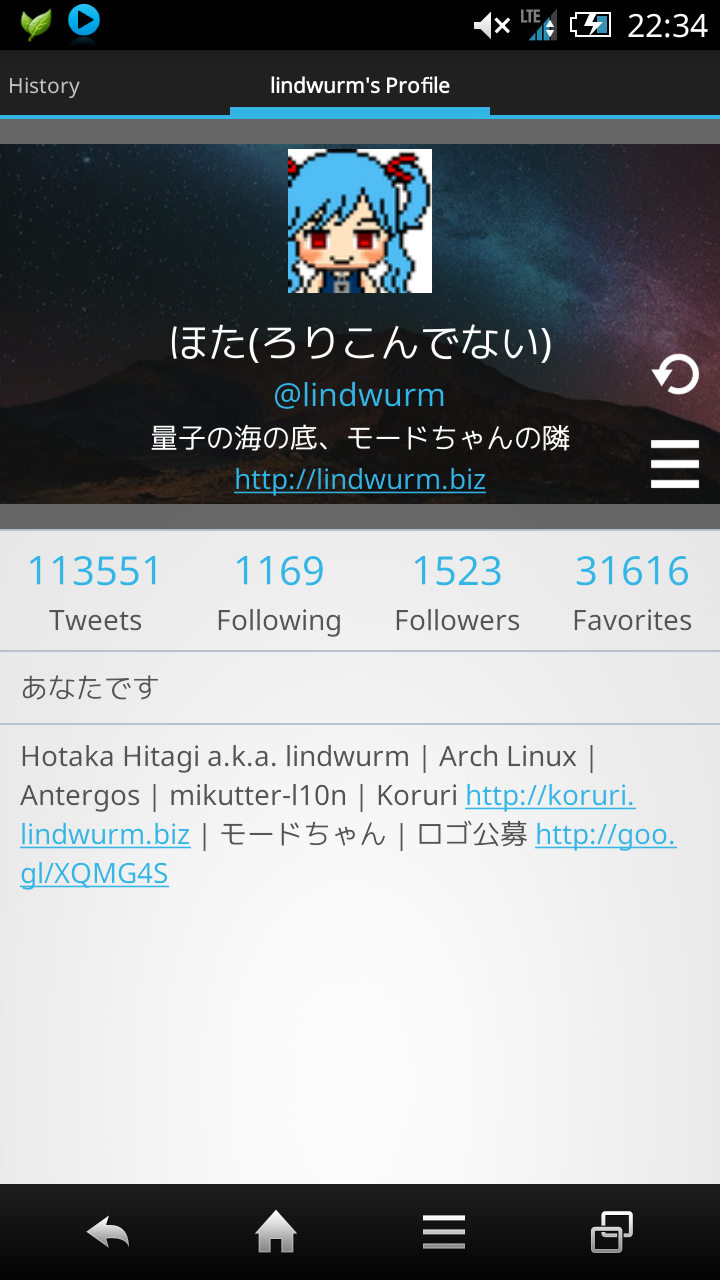 LTE 22:34
History lindwurm's Profile
ほた(ろりこんでない)
@lindwurm
量子の海の底、モードちゃんの隣
http://lindwurm.biz
113551 1169 1523 31616
Tweets Following Followers Favorites
あなたです
Hotaka Hitagi a.k.a. lindwurm | Arch Linux |
Antergos | mikutter-l10n | Koruri http://koruri.
lindwurm.biz | モードちゃん | ロゴ公募 http://goo.
gl/XQMG4S